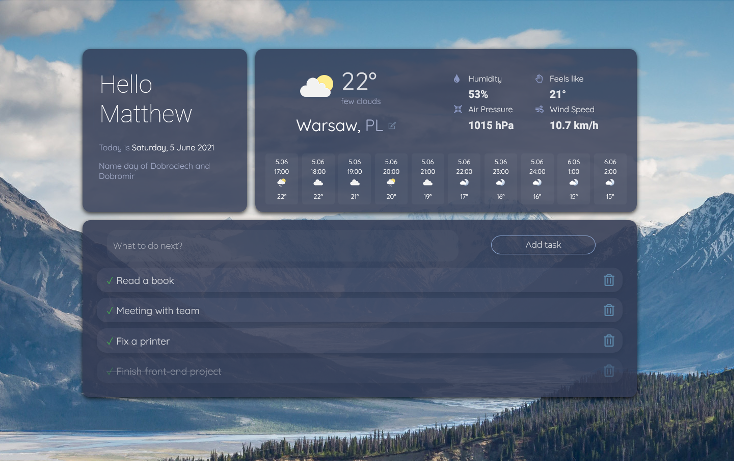 Hello
Matthew
Today is Saturday, 5 June 2021
Name day of Dobrociech and
Dobromir
22°
few clouds
Warsaw, PL
Humidity
53%
Feels like
21°
Air Pressure
1015 hPa
Wind Speed
10.7 km/h
5.06 5.06 5.06 5.06 5.06 5.06 5.06 5.06 6.06 6.06
17:00 18:00 19:00 20:00 21:00 22:00 23:00 24:00 1:00 2:00
22° 22° 21° 20° 19° 17° 16° 16° 15° 15°
What to do next?
Add task
✓ Read a book
✓ Meeting with team
✓ Fix a printer
✓ Finish front-end project